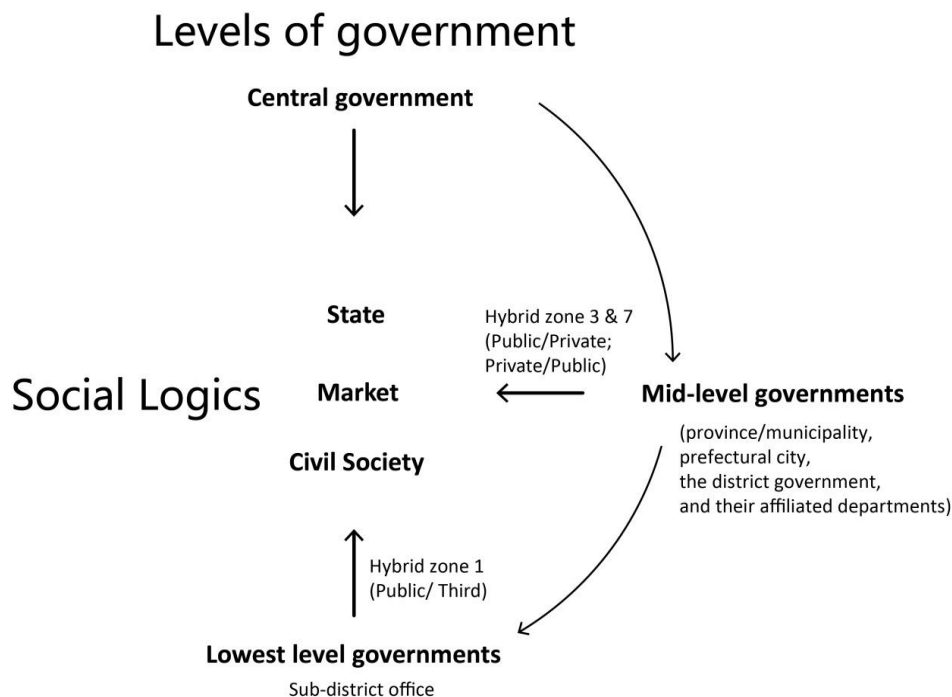 Levels of government
Central government
State
Hybrid zone 3 & 7
(Public/Private;
Private/Public)
Social Logics
Market
Mid-level governments
(province/municipality,
prefectural city,
the district government,
and their affiliated departments)
Civil Society
Hybrid zone 1
(Public/ Third)
Lowest level governments
Sub-district office